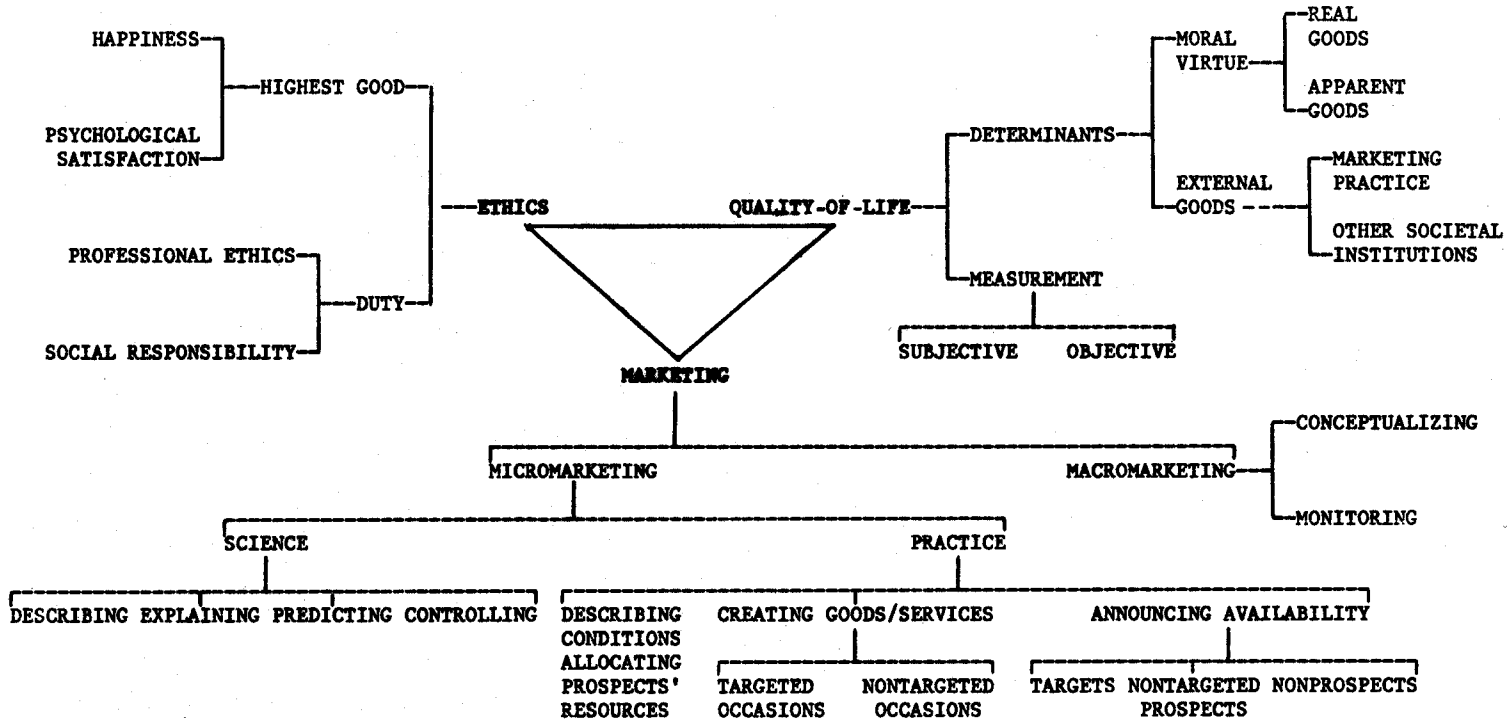 HAPPINESS
HIGHEST GOOD
PSYCHOLOGICAL
SATISFACTION
ETHICS
PROFESSIONAL ETHICS
DUTY
SOCIAL RESPONSIBILITY
QUALITY-OF-LIFE
DETERMINANTS
MORAL
VIRTUE
REAL
GOODS
APPARENT
GOODS
EXTERNAL
GOODS
MARKETING
PRACTICE
OTHER SOCIETAL
INSTITUTIONS
MEASUREMENT
SUBJECTIVE OBJECTIVE
MARKETING
MICROMARKETING
MACROMARKETING
CONCEPTUALIZING
MONITORING
SCIENCE
PRACTICE
DESCRIBING EXPLAINING PREDICTING CONTROLLING
DESCRIBING
CONDITIONS
ALLOCATING
PROSPECTS'
RESOURCES
CREATING GOODS/SERVICES
TARGETED
OCCASIONS
NONTARGETED
OCCASIONS
ANNOUNCING AVAILABILITY
TARGETS
NONTARGETED
PROSPECTS
NONPROSPECTS